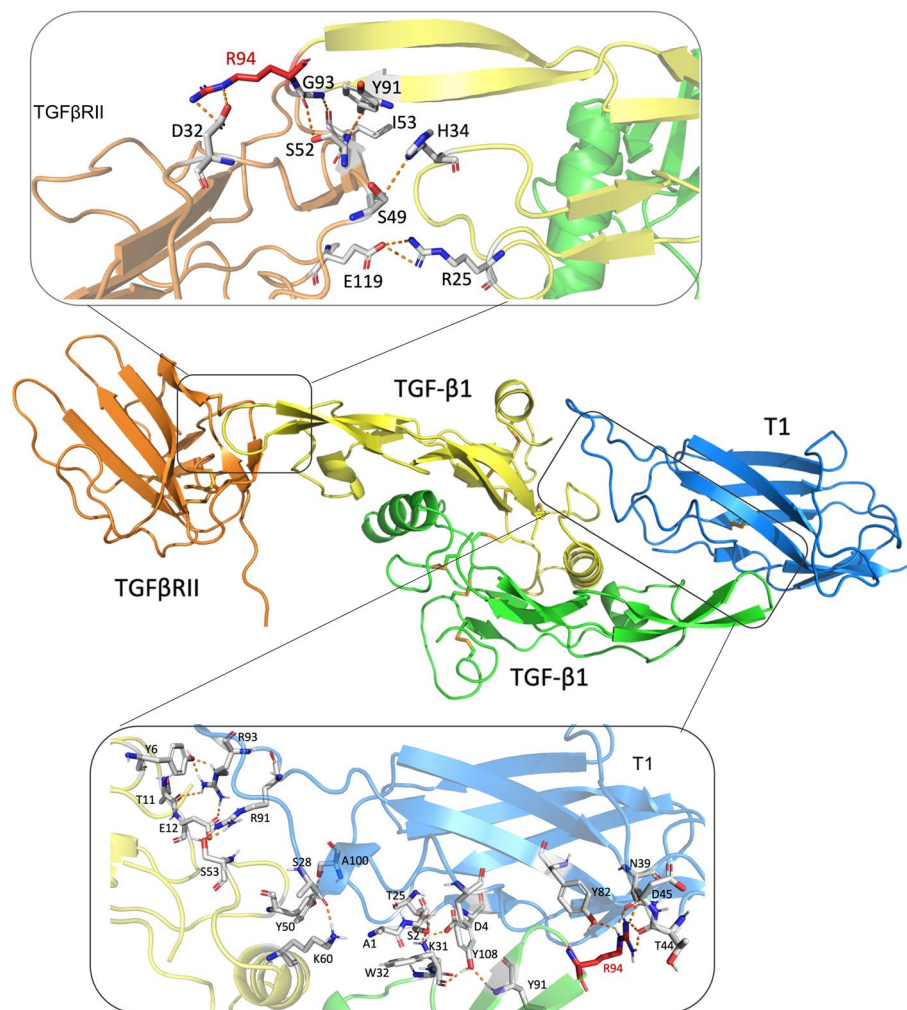 R94
G93
Y91
TGFβRII
I53
H34
D32
S52
S49
E119
R25
TGF-β1
T1
TGFβRII
TGF-β1
R93
Y6
T1
T11
R91
E12
S28
A100
N39
S53
T25
Y82
D45
Y50
A1
S2
D4
T44
K31
K60
W32
Y108
R94
Y91